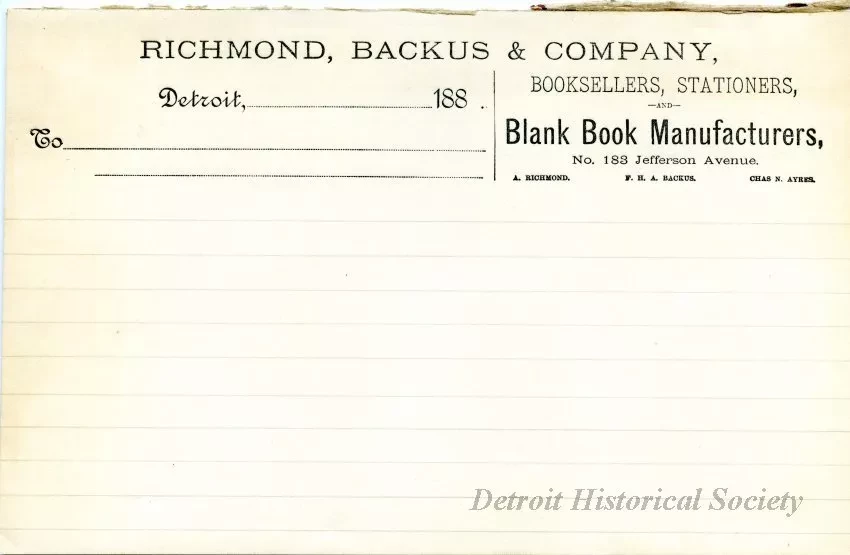 RICHMOND, BACKUS & COMPANY,
Detroit, 188 .
To
BOOKSELLERS, STATIONERS,
—AND—
Blank Book Manufacturers,
No. 183 Jefferson Avenue.
A. RICHMOND. F. H. A. BACKUS. CHAS N. AYRES.
Detroit Historical Society